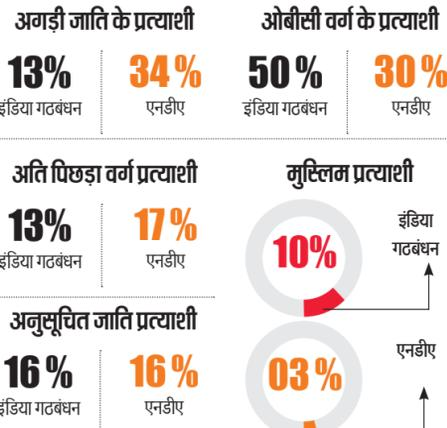 अगड़ी जाति के प्रत्याशी
13%
इंडिया गठबंधन
34%
एनडीए
ओबीसी वर्ग के प्रत्याशी
50%
इंडिया गठबंधन
30%
एनडीए
अति पिछड़ा वर्ग प्रत्याशी
13%
इंडिया गठबंधन
17%
एनडीए
मुस्लिम प्रत्याशी
10%
इंडिया
गठबंधन
03%
एनडीए
अनुसूचित जाति प्रत्याशी
16%
इंडिया गठबंधन
16%
एनडीए